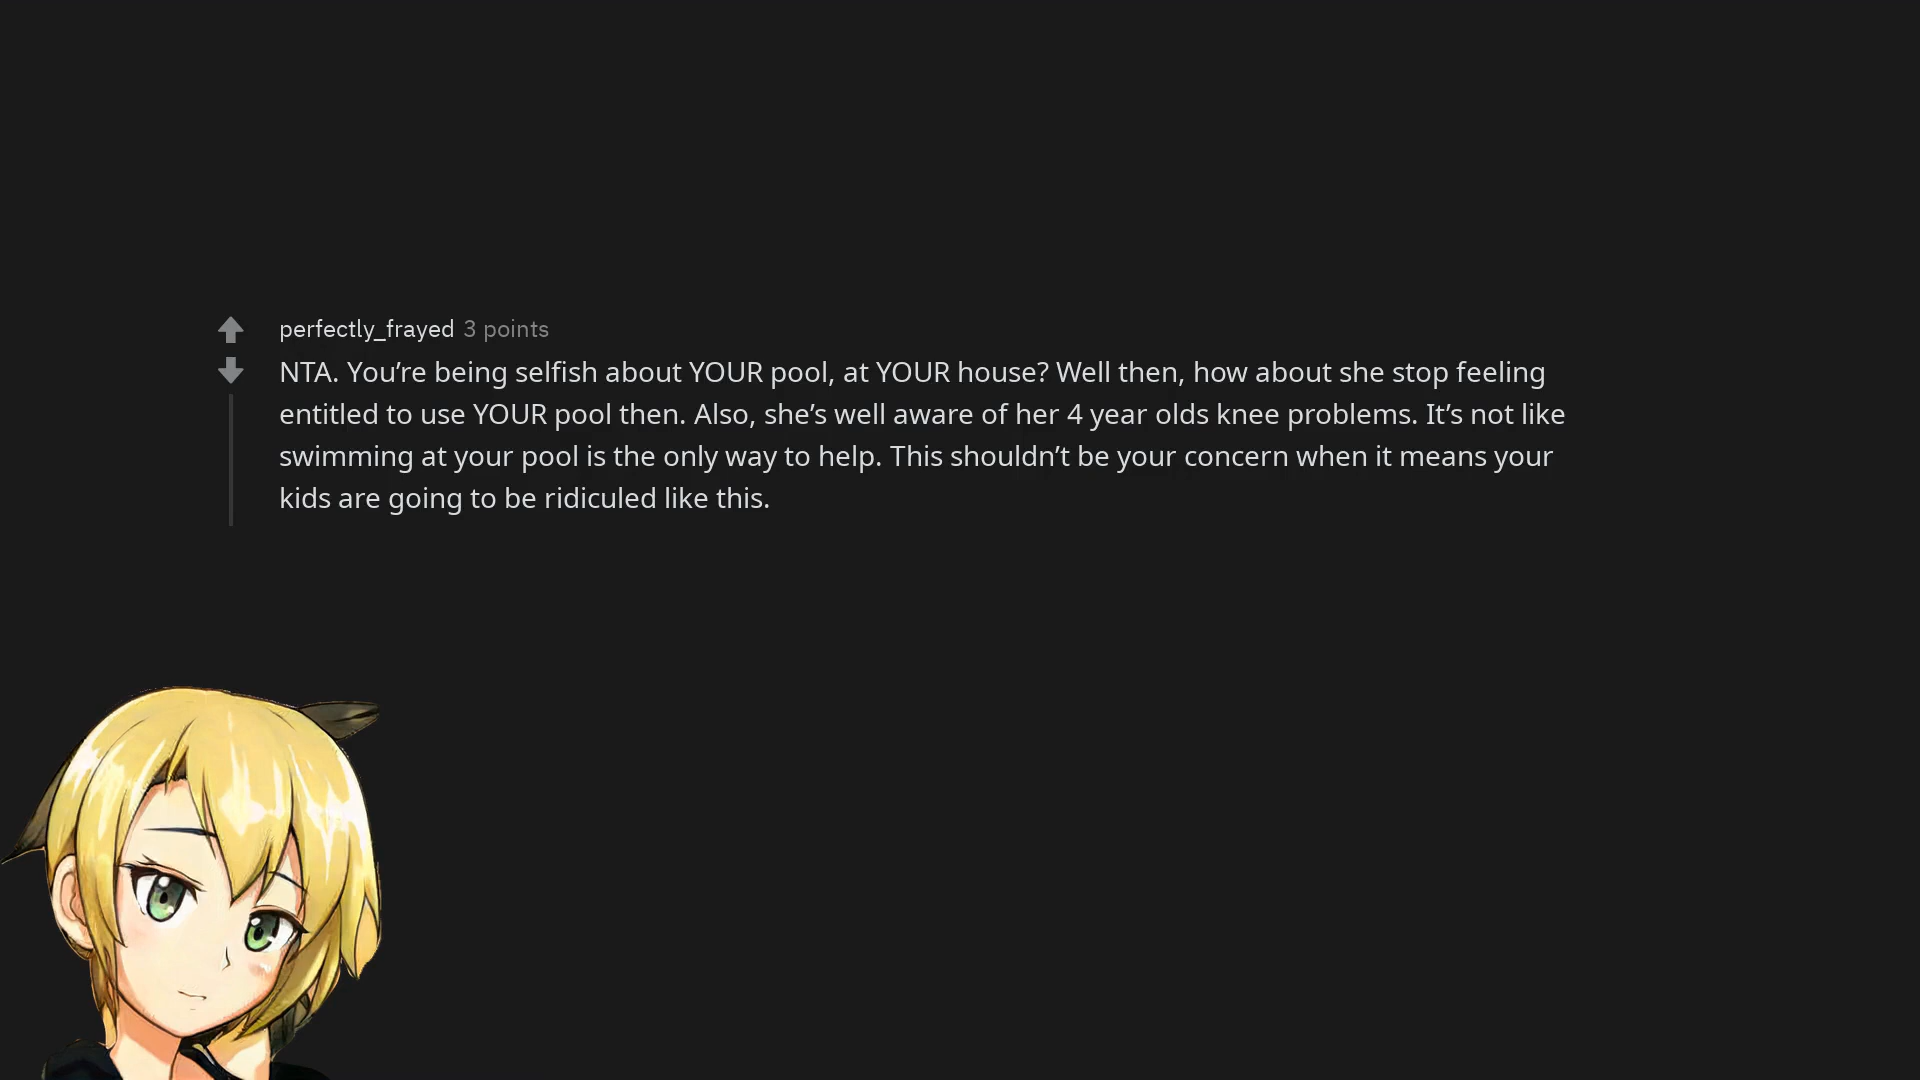 perfectly_frayed 3 points
NTA. You’re being selfish about YOUR pool, at YOUR house? Well then, how about she stop feeling
entitled to use YOUR pool then. Also, she’s well aware of her 4 year olds knee problems. It’s not like
swimming at your pool is the only way to help. This shouldn’t be your concern when it means your
kids are going to be ridiculed like this.